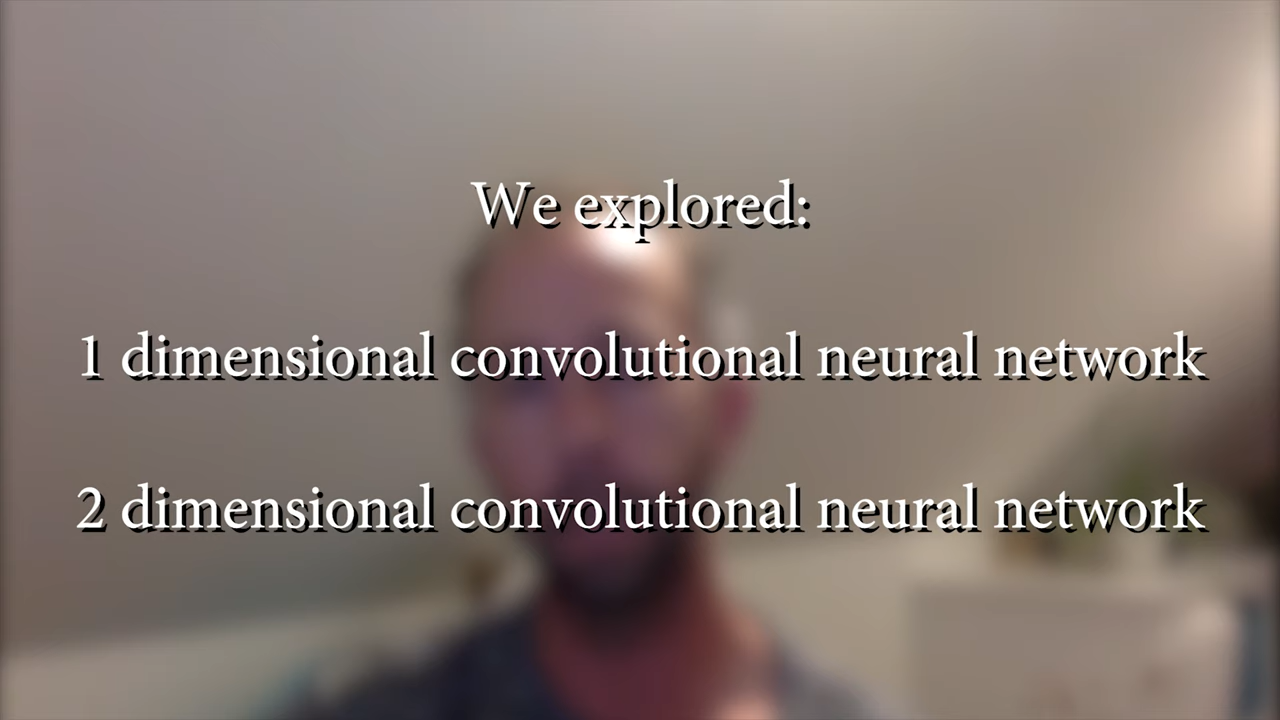 We explored:
1 dimensional convolutional neural network
2 dimensional convolutional neural network